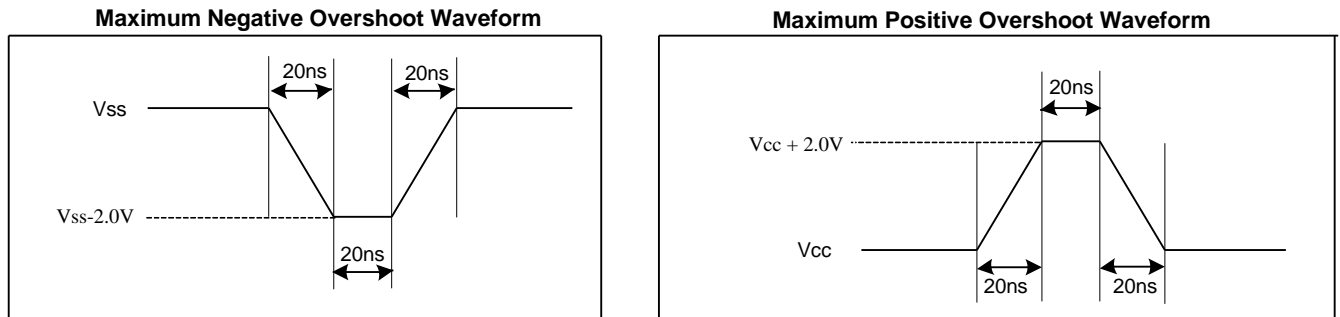 Maximum Negative Overshoot Waveform
20ns
20ns
Vss
Vss-2.0V
20ns
Maximum Positive Overshoot Waveform
20ns
Vcc + 2.0V
Vcc
20ns
20ns